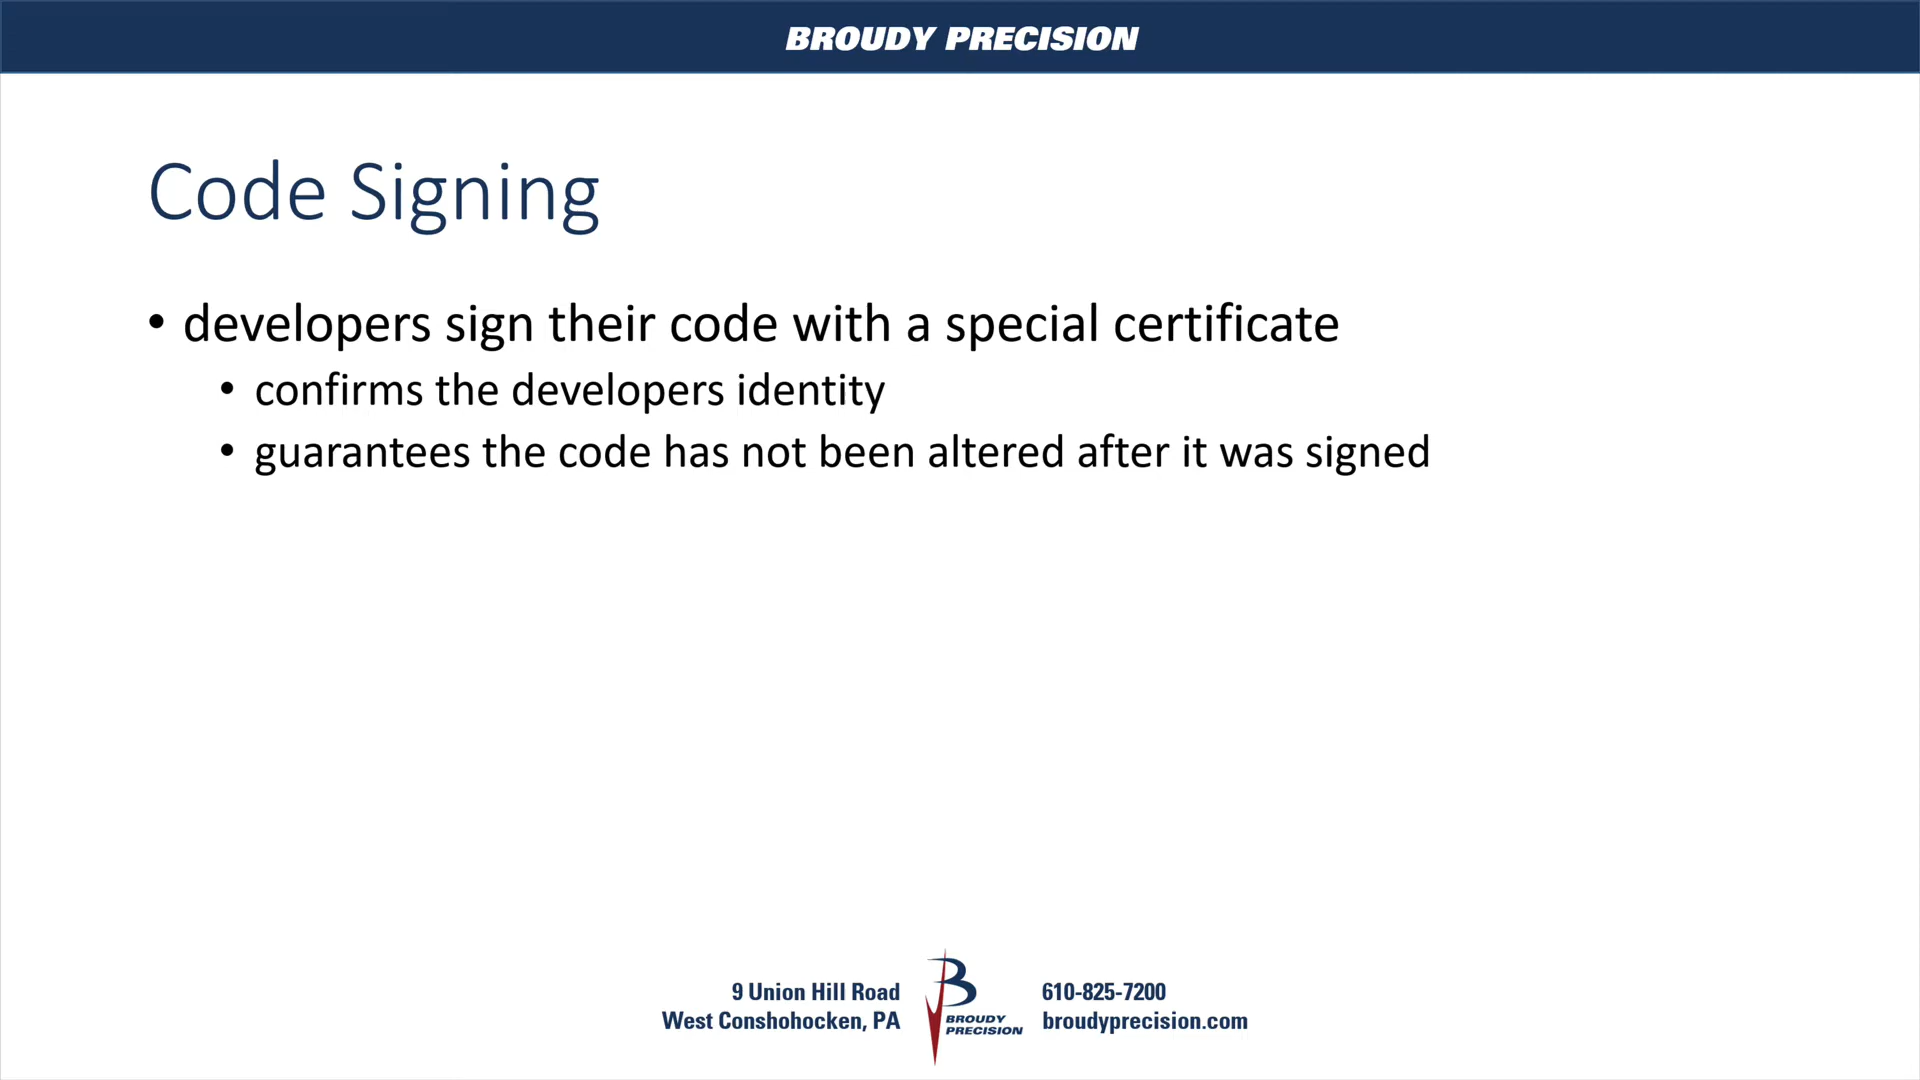 BROUDY PRECISION
Code Signing
• developers sign their code with a special certificate
• confirms the developers identity
• guarantees the code has not been altered after it was signed
9 Union Hill Road
West Conshohocken, PA
B
BROUDY
PRECISION
610-825-7200
broudyprecision.com